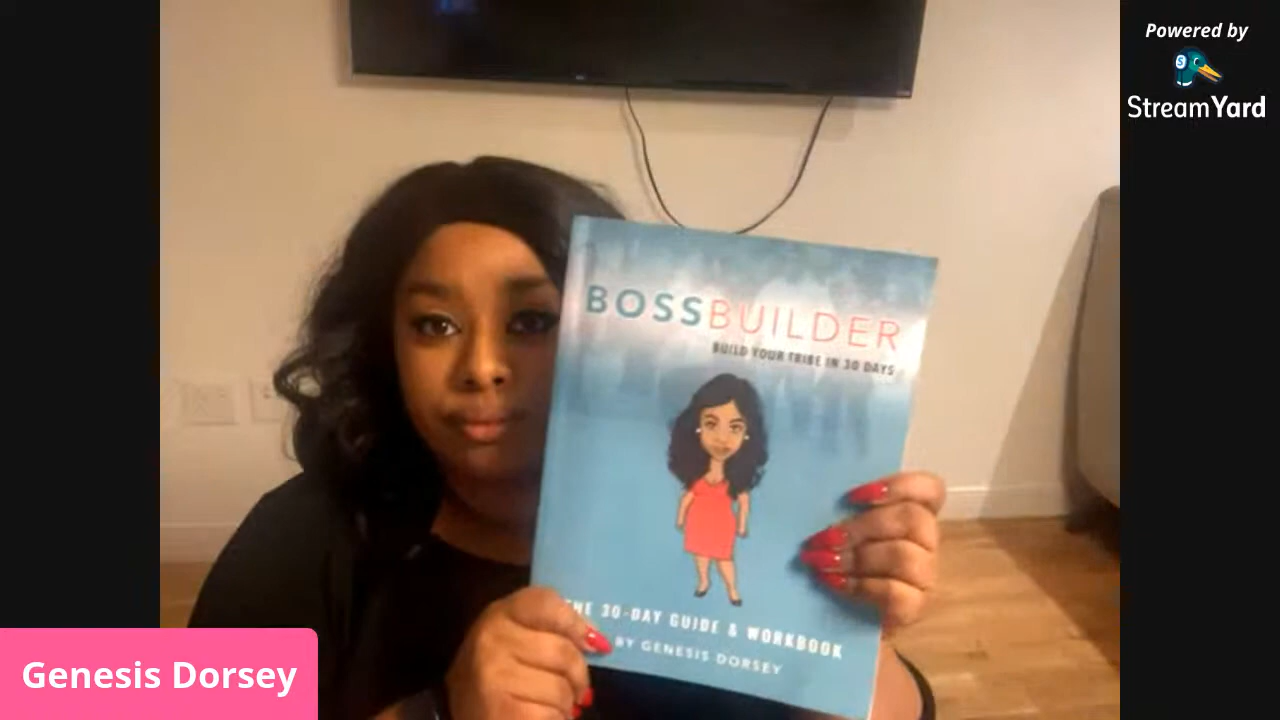 Powered by
StreamYard
BOSSBUILDER
BUILD YOUR TRIBE IN 30 DAYS
THE 30-DAY GUIDE & WORKBOOK
BY GENESIS DORSEY
Genesis Dorsey